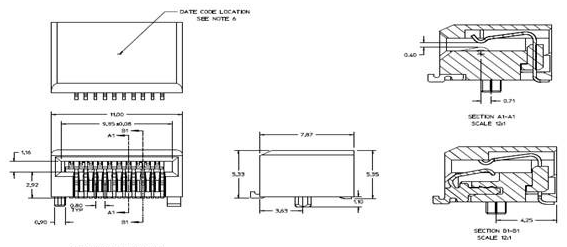 DATE CODE LOCATION
SEE NOTE 6
11,00
9,85±0,08
A1
B1
1,16
2,92
0,80
TYP
0,90
A1
B1
7,87
5,33
5,35
1,10
3,63
0,40
0,71
SECTION A1-A1
SCALE 12:1
4,25
SECTION B1-B1
SCALE 12:1